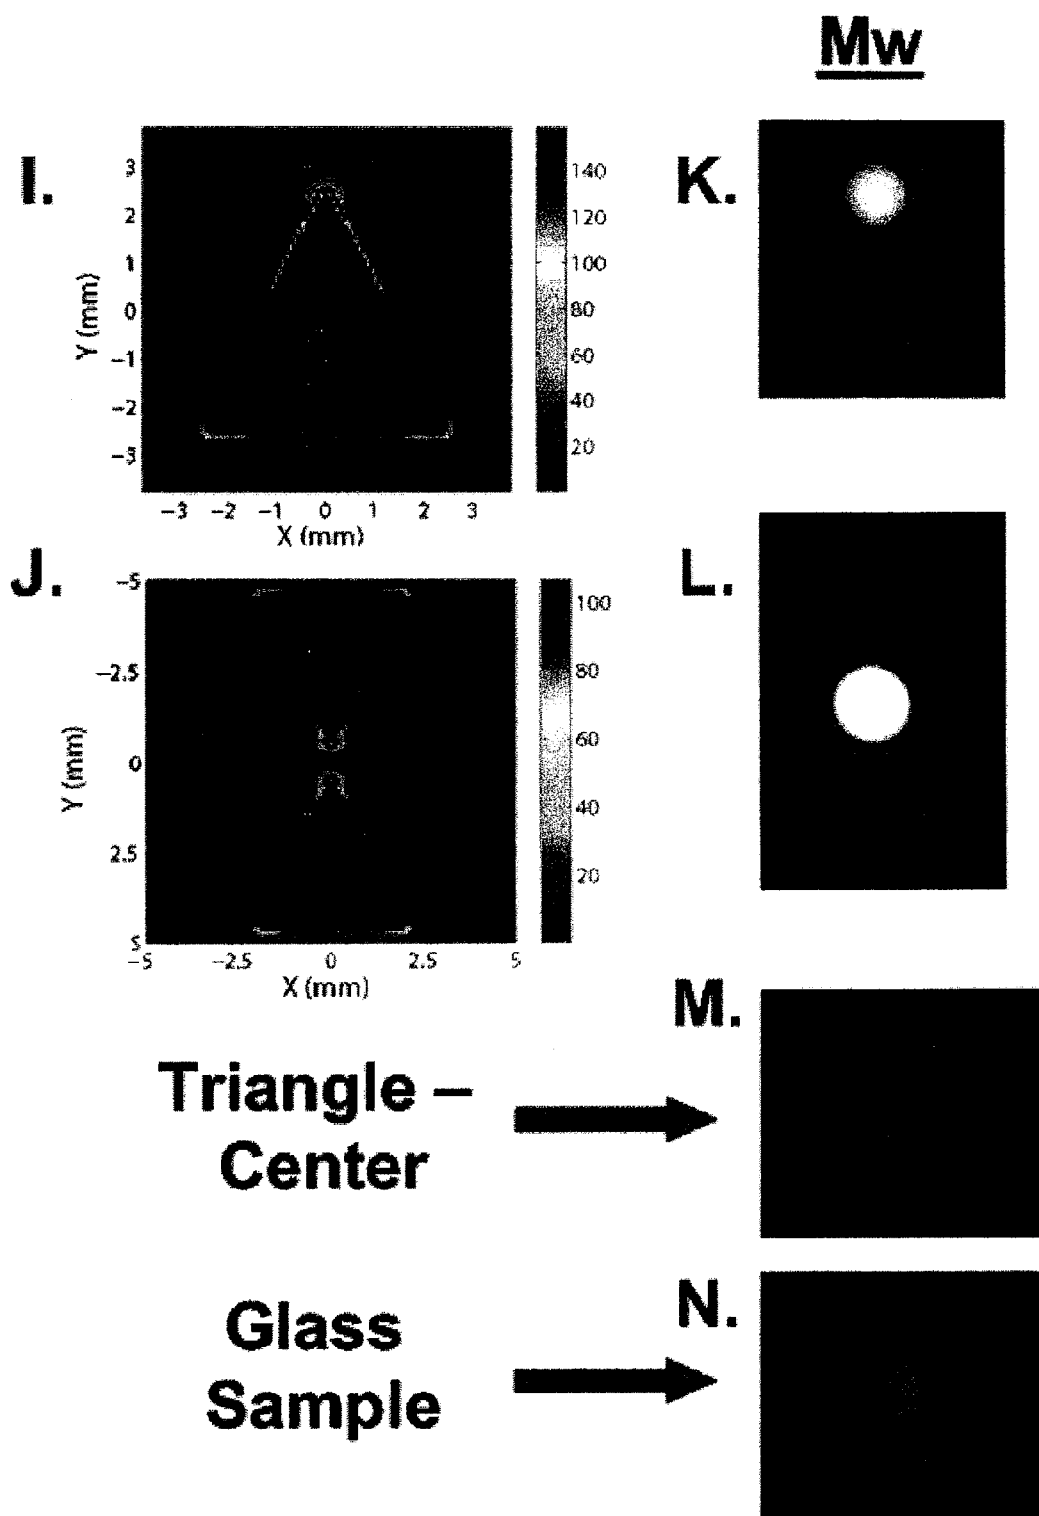 Mw
I.
3
2
1
0
−1
−2
−3
Y (mm)
−3 −2 −1 0 1 2 3
X (mm)
140
120
100
80
60
40
20
K.
J.
−5
−2.5
0
2.5
5
Y (mm)
−5 −2.5 0 2.5 5
X (mm)
100
80
60
40
20
L.
Triangle –
Center
M.
Glass
Sample
N.